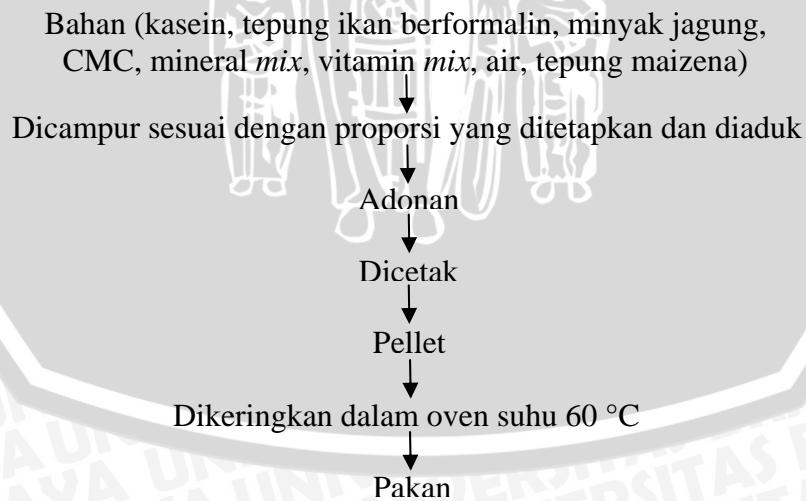 Bahan (kasein, tepung ikan berformalin, minyak jagung,
CMC, mineral mix, vitamin mix, air, tepung maizena)
Dicampur sesuai dengan proporsi yang ditetapkan dan diaduk
Adonan
Dicetak
Pellet
Dikeringkan dalam oven suhu 60 °C
Pakan